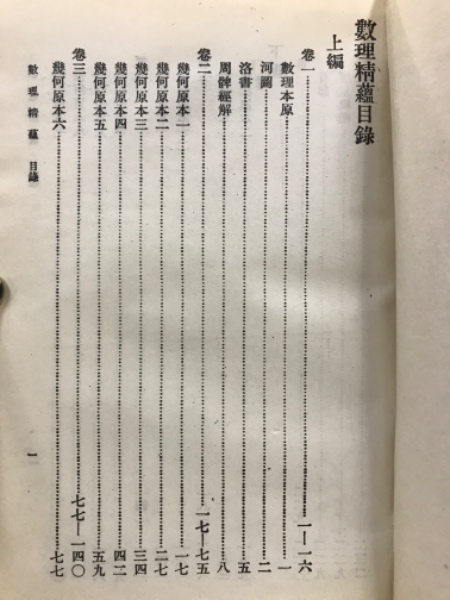 數理精蘊目錄
上編
卷一 一—一六
數理本原 一
河圖 二
洛書 五
周髀經解 八
卷二 一七—七五
幾何原本一 一七
幾何原本二 二七
幾何原本三 三四
幾何原本四 四二
幾何原本五 五九
卷三 七七—一四〇
幾何原本六 七七
數理精蘊 目錄 一